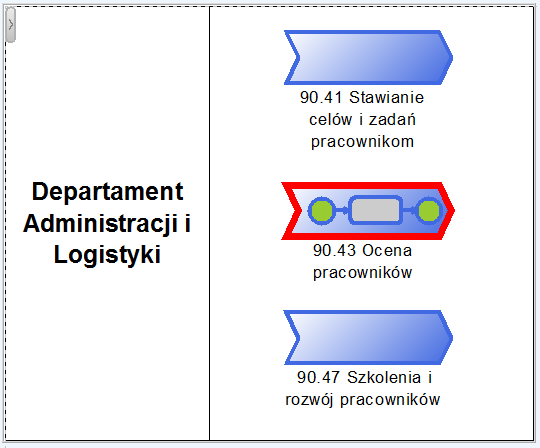 Departament
Administracji i
Logistyki
90.41 Stawianie
celów i zadań
pracownikom
90.43 Ocena
pracowników
90.47 Szkolenia i
rozwój pracowników